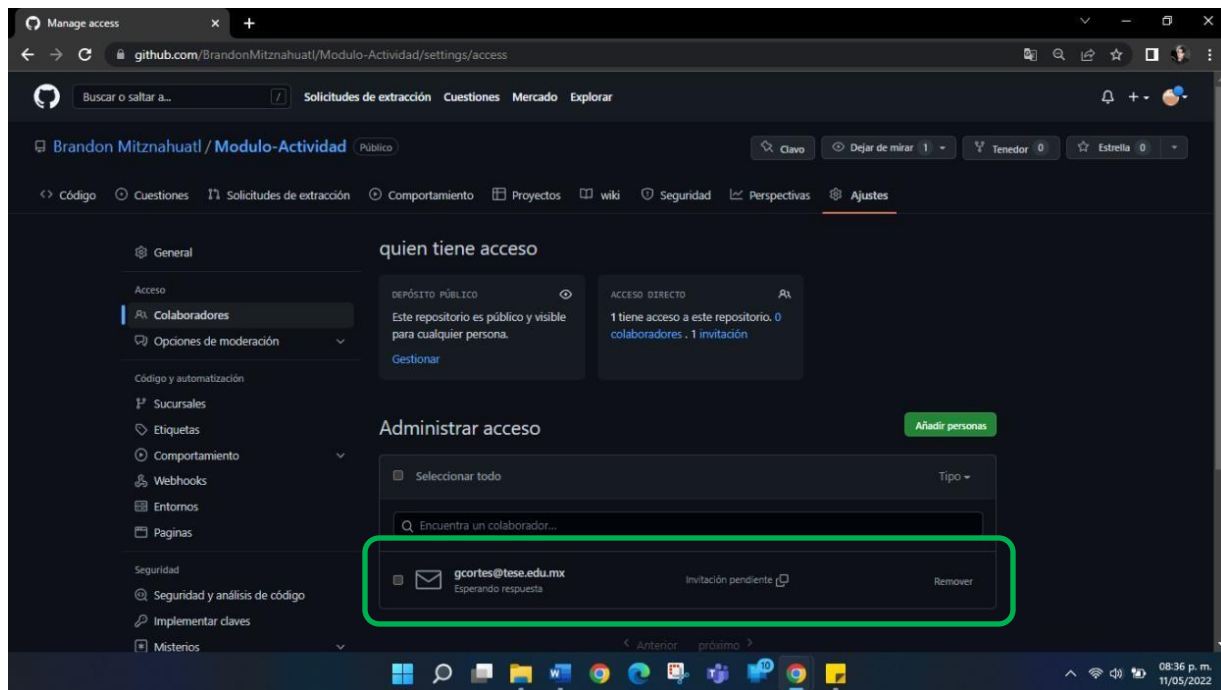 Manage access
github.com/BrandonMitznahuatl/Modulo-Actividad/settings/access
Buscar o saltar a... / Solicitudes de extracción Cuestiones Mercado Explorar
Brandon Mitznahuatl / Modulo-Actividad Público
Clavo Dejar de mirar 1 Tenedor 0 Estrella 0
Código Cuestiones Solicitudes de extracción Comportamiento Proyectos wiki Seguridad Perspectivas Ajustes
General
Acceso
Colaboradores
Opciones de moderación
Código y automatización
Sucursales
Etiquetas
Comportamiento
Webhooks
Entornos
Paginas
Seguridad
Seguridad y análisis de código
Implementar claves
Misterios
quien tiene acceso
DEPÓSITO PÚBLICO
Este repositorio es público y visible
para cualquier persona.
Gestionar
ACCESO DIRECTO
1 tiene acceso a este repositorio. 0
colaboradores . 1 invitación
Administrar acceso
Añadir personas
Seleccionar todo Tipo
Encuentra un colaborador...
gcortes@tese.edu.mx
Esperando respuesta
Invitación pendiente
Remover
Anterior próximo
10
08:36 p. m.
11/05/2022